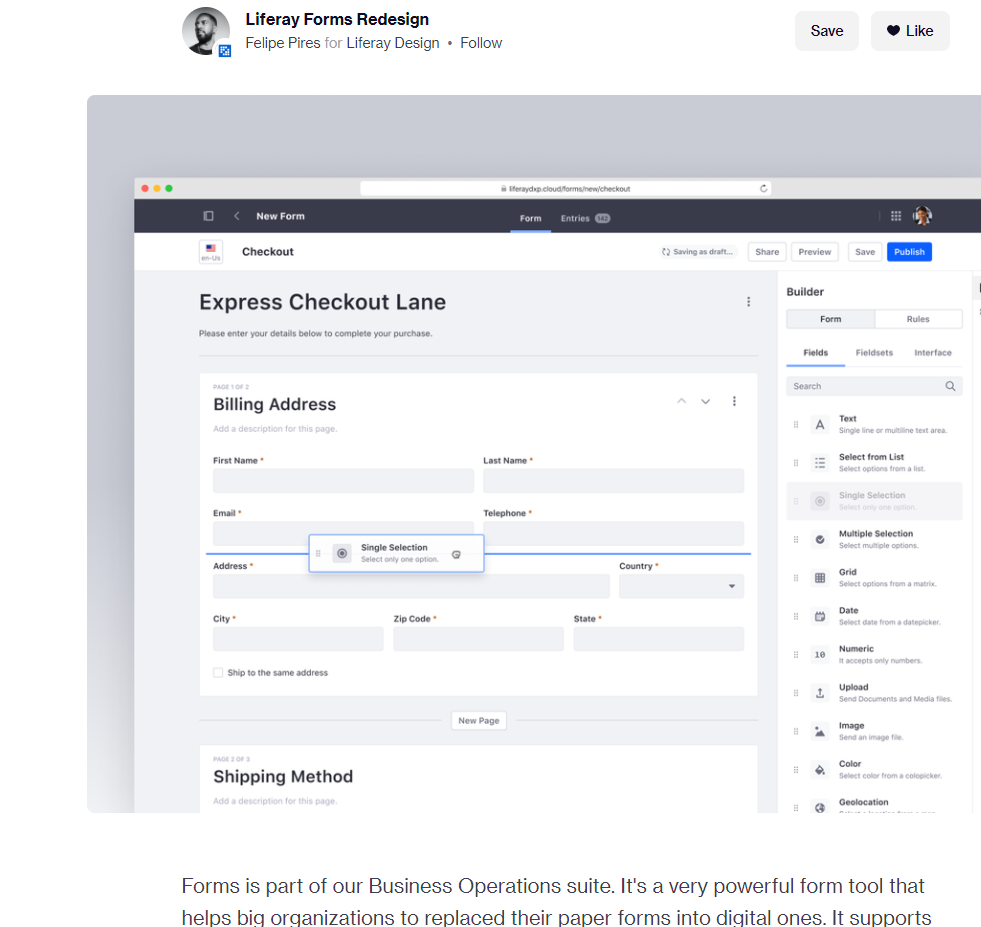 Liferay Forms Redesign
Felipe Pires for Liferay Design • Follow
Save
Like
liferaydxp.cloud/forms/new/checkout
New Form
Form
Entries 142
en-Us
Checkout
Saving as draft...
Share
Preview
Save
Publish
Express Checkout Lane
Please enter your details below to complete your purchase.
PAGE 1 OF 2
Billing Address
Add a description for this page.
First Name *
Last Name *
Email *
Telephone *
Single Selection
Select only one option.
Address *
Country *
City *
Zip Code *
State *
Ship to the same address
New Page
PAGE 2 OF 3
Shipping Method
Add a description for this page.
Builder
Form
Rules
Fields
Fieldsets
Interface
Search
Text
Single line or multiline text area.
Select from List
Select options from a list.
Single Selection
Select only one option.
Multiple Selection
Select multiple options.
Grid
Select options from a matrix.
Date
Select date from a datepicker.
10
Numeric
It accepts only numbers.
Upload
Send Documents and Media files.
Image
Send an image file.
Color
Select color from a colopicker.
Geolocation
Forms is part of our Business Operations suite. It's a very powerful form tool that
helps big organizations to replaced their paper forms into digital ones. It supports